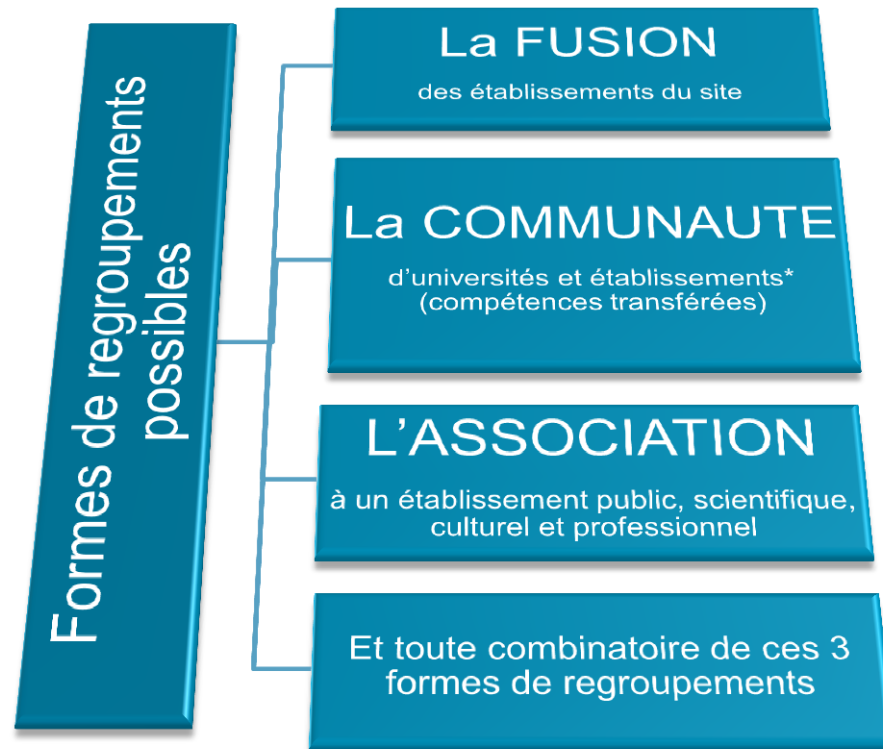 Formes de regroupements
possibles
La FUSION
des établissements du site
La COMMUNAUTE
d'universités et établissements*
(compétences transférées)
L'ASSOCIATION
à un établissement public, scientifique,
culturel et professionnel
Et toute combinatoire de ces 3
formes de regroupements